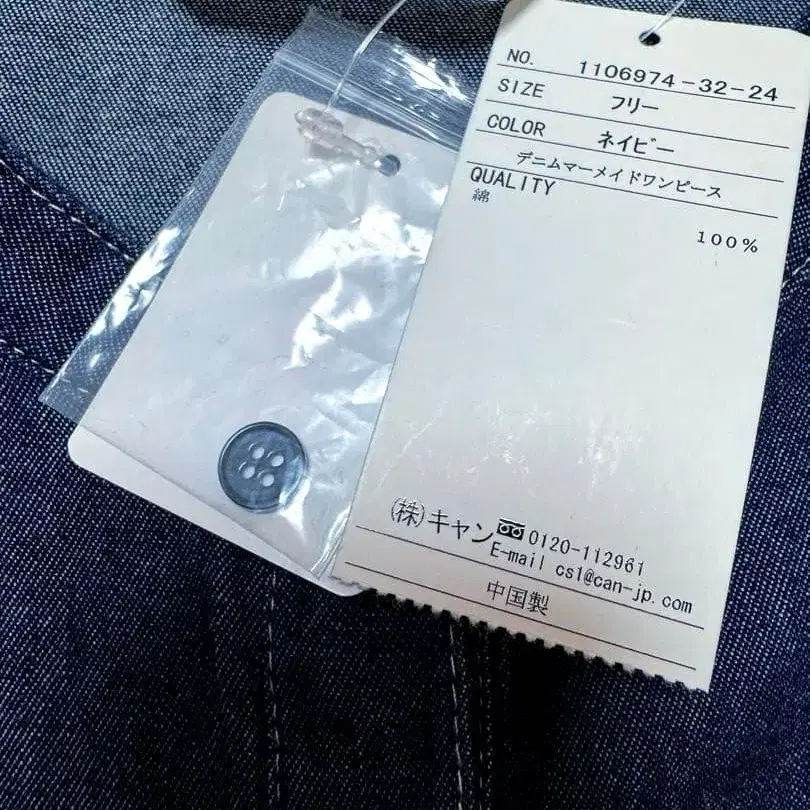 NO. 1106974-32-24
SIZE フリー
COLOR ネイビー
デニムマーメイドワンピース
QUALITY
綿
100%
(株)キャン 0120-112961
E-mail cs1@can-jp.com
中国製